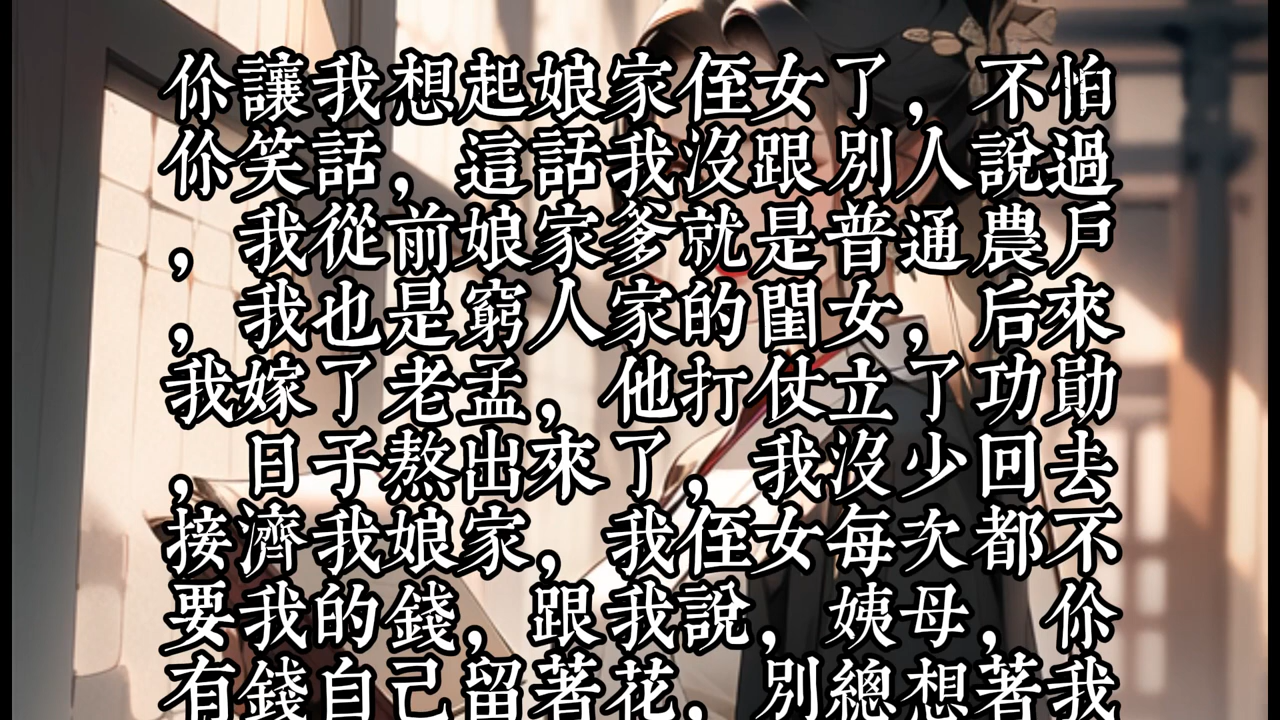 你讓我想起娘家侄女了，不怕
你笑話，這話我沒跟別人說過
，我從前娘家爹就是普通農戶
，我也是窮人家的閨女，后來
我嫁了老孟，他打仗立了功勛
，日子熬出來了，我沒少回去
接濟我娘家，我侄女每次都不
要我的錢，跟我說，姨母，你
有錢自己留著花，別總想著我